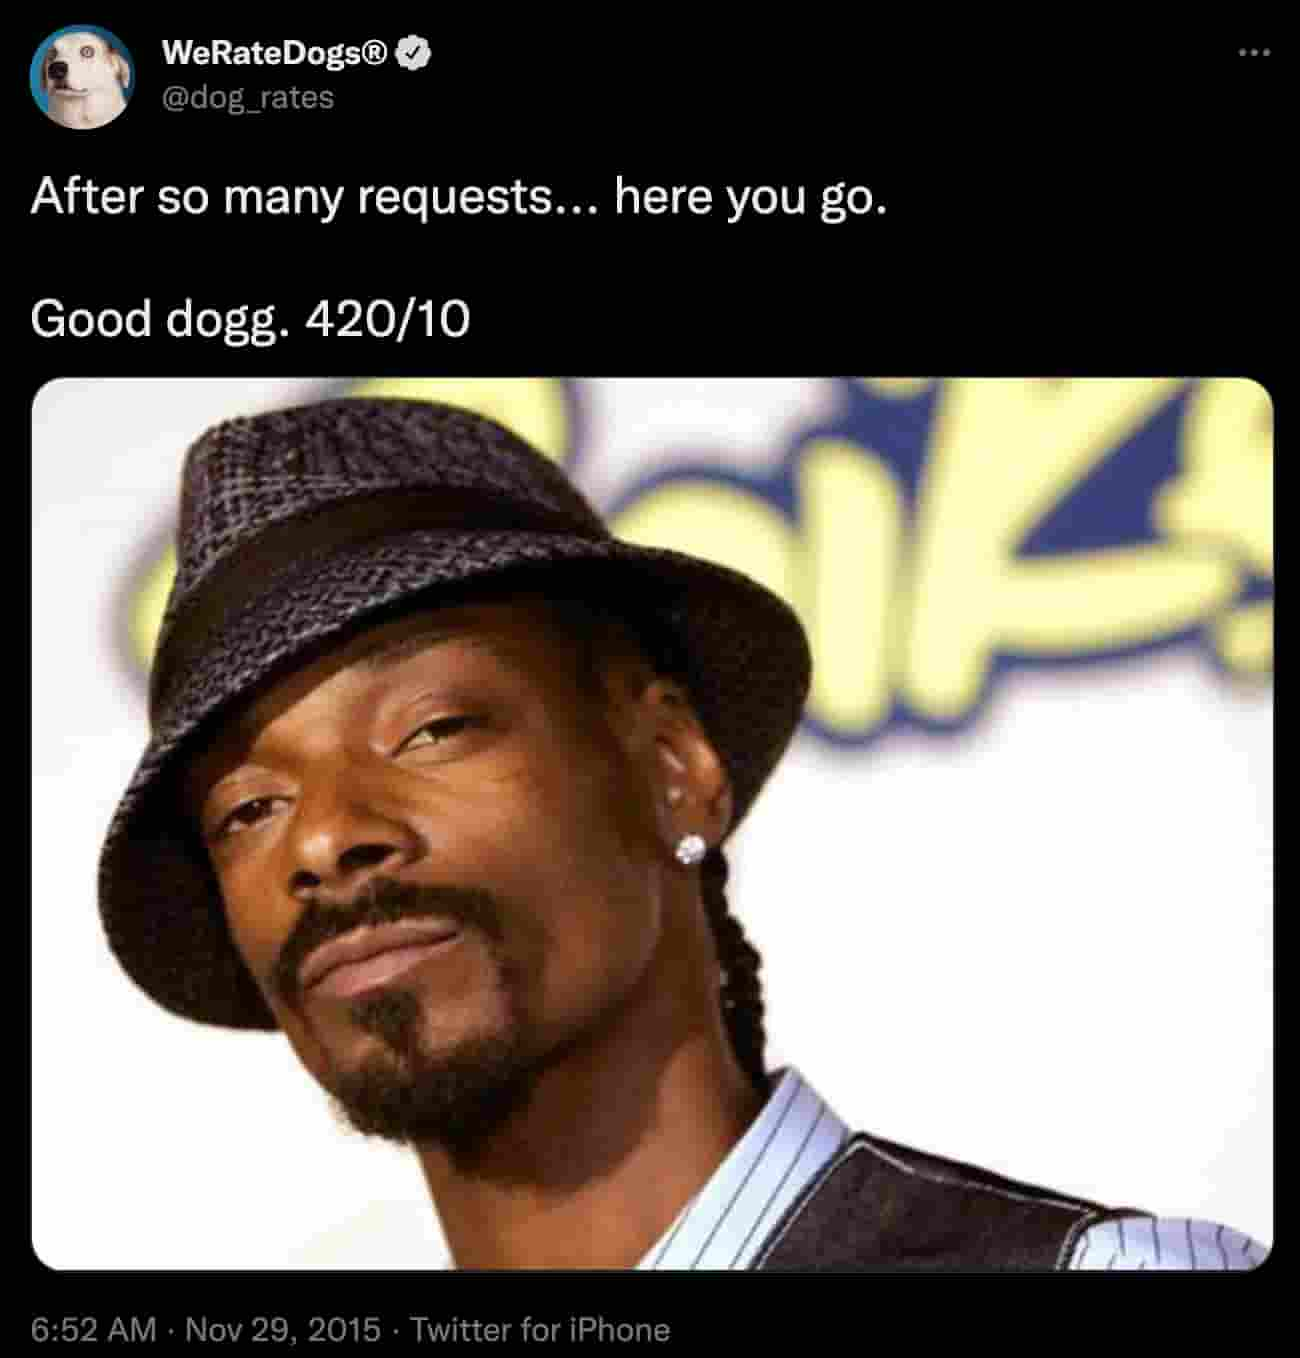 WeRateDogs®
@dog_rates
After so many requests... here you go.
Good dogg. 420/10
6:52 AM · Nov 29, 2015 · Twitter for iPhone